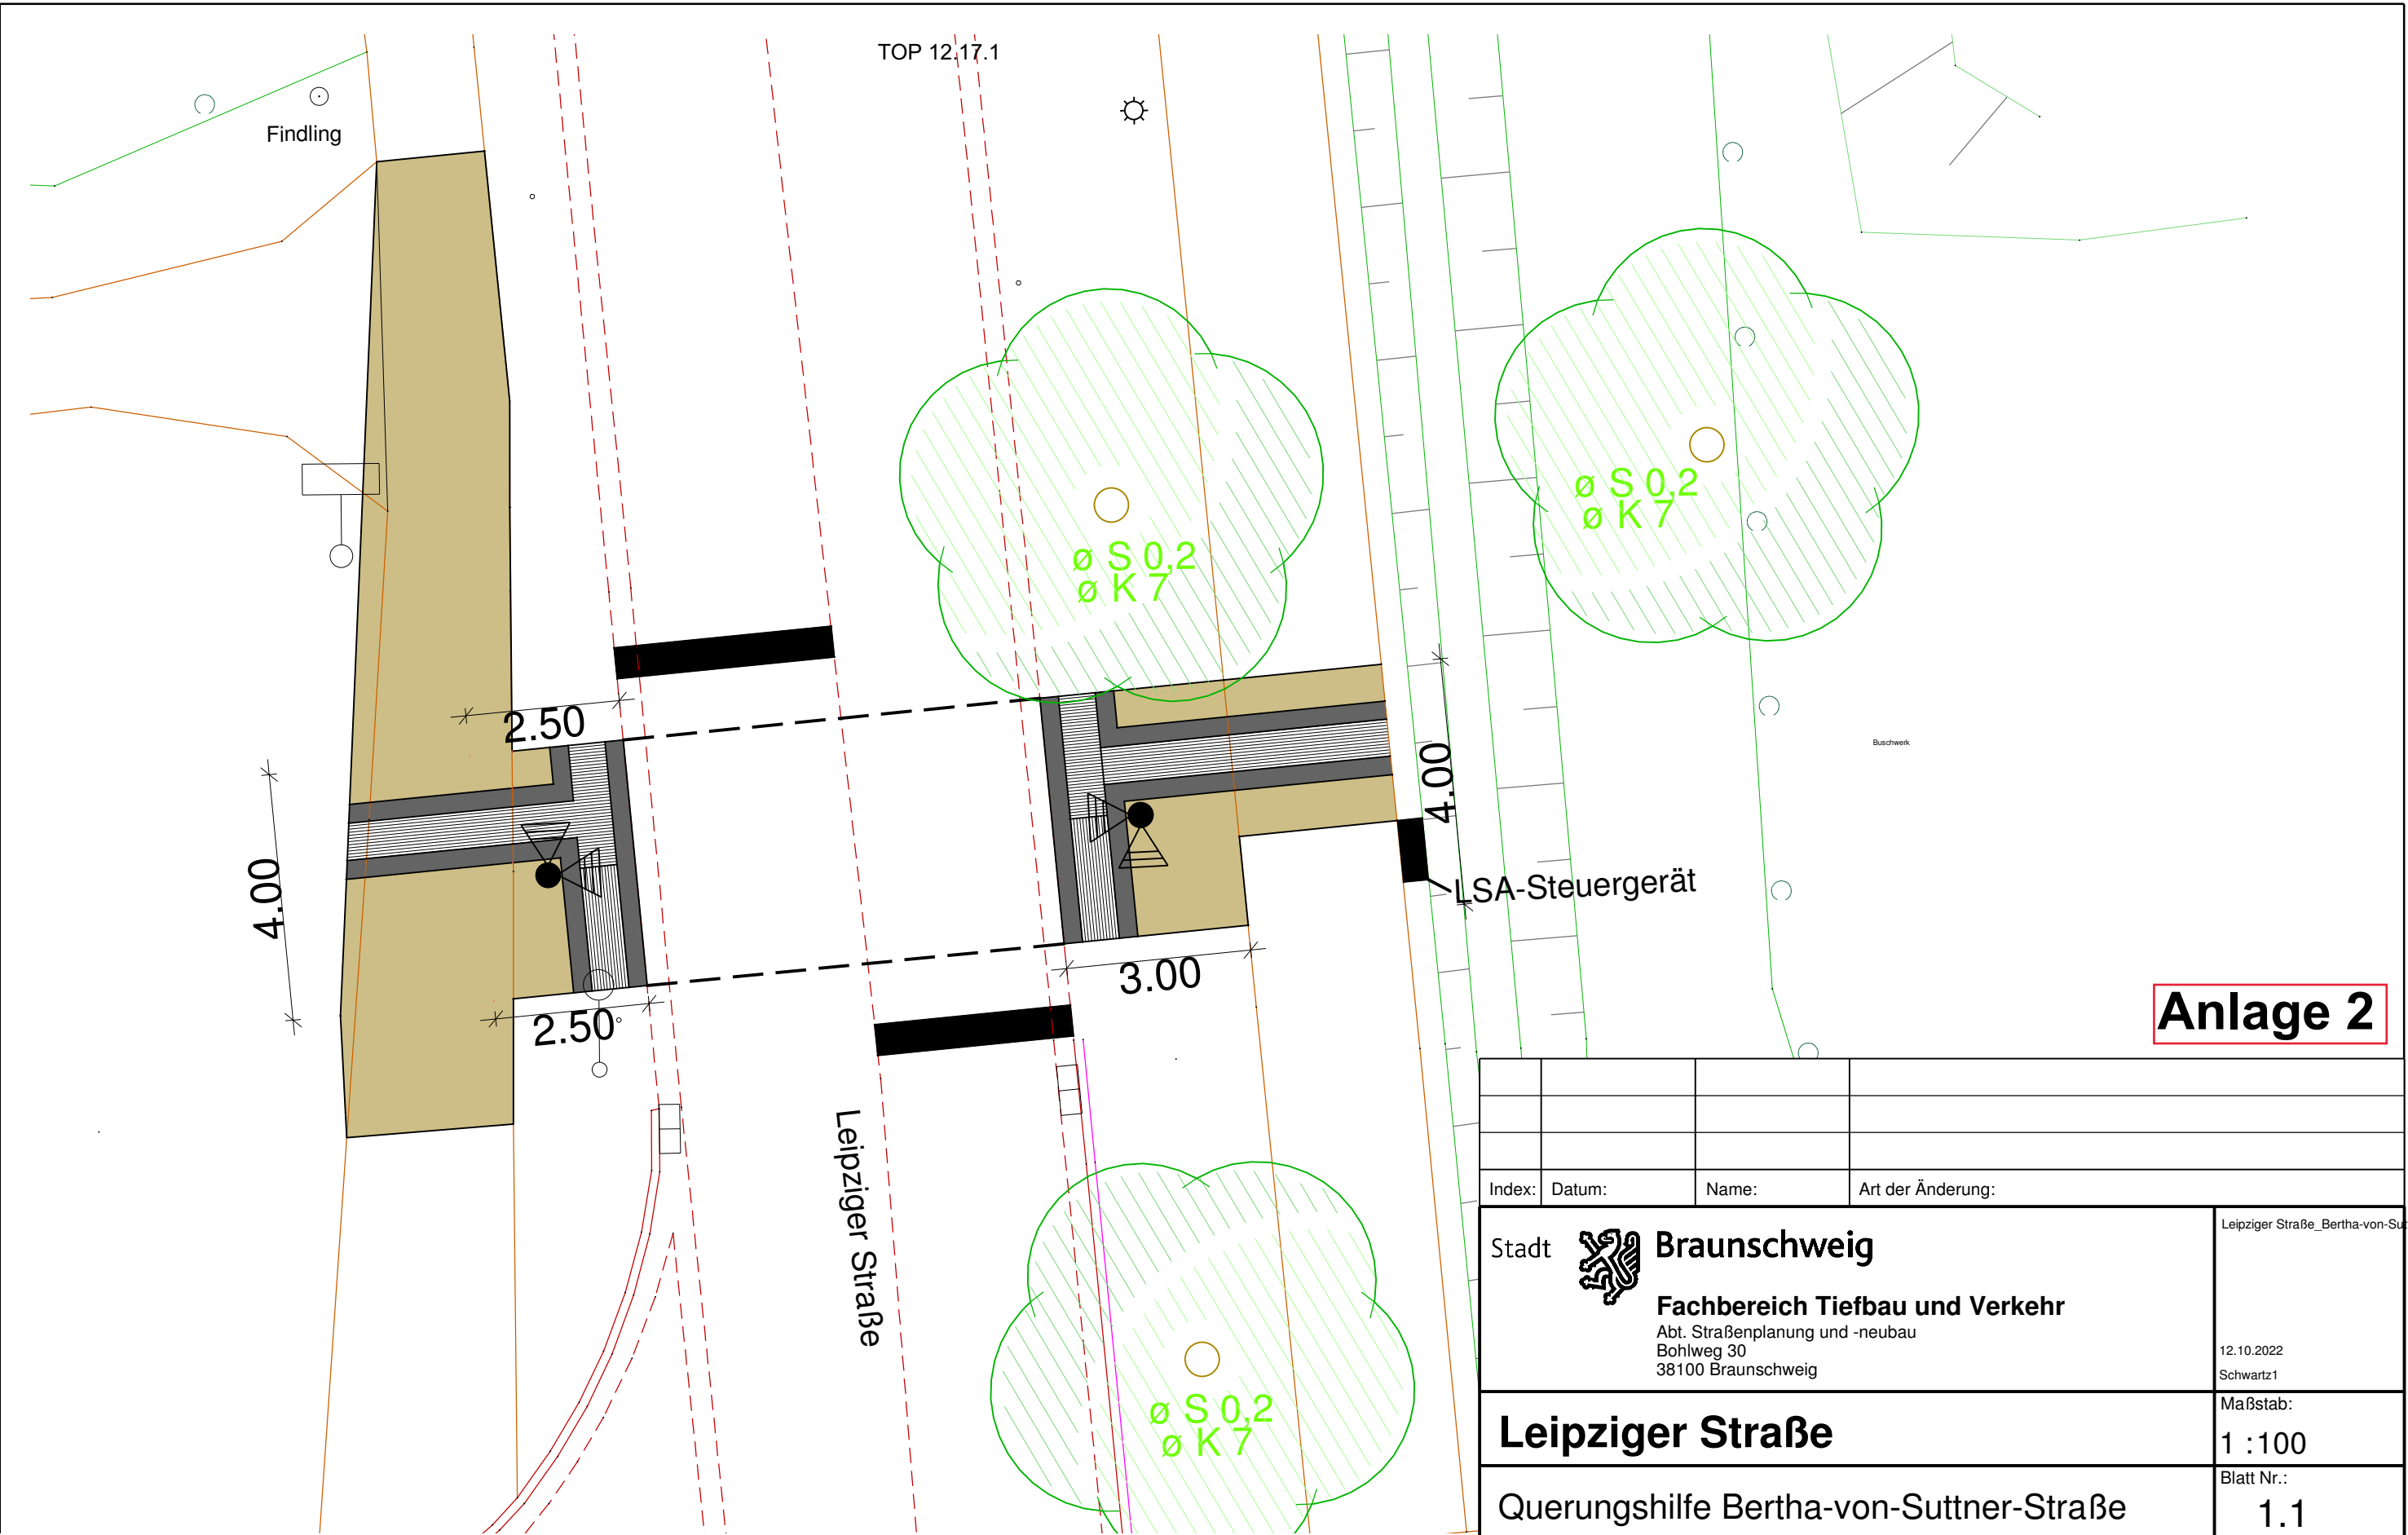 TOP 12.17.1
Findling
ø S 0,2
ø K 7
ø S 0,2
ø K 7
2.50
4.00
Buschwerk
4.00
LSA-Steuergerät
3.00
2.50
Anlage 2
Leipziger Straße
ø S 0,2
ø K 7
Index: Datum: Name: Art der Änderung:
Stadt Braunschweig
Fachbereich Tiefbau und Verkehr
Abt. Straßenplanung und -neubau
Bohlweg 30
38100 Braunschweig
Leipziger Straße_Bertha-von-Su
12.10.2022
Schwartz1
Leipziger Straße
Maßstab:
1 :100
Querungshilfe Bertha-von-Suttner-Straße
Blatt Nr.:
1.1